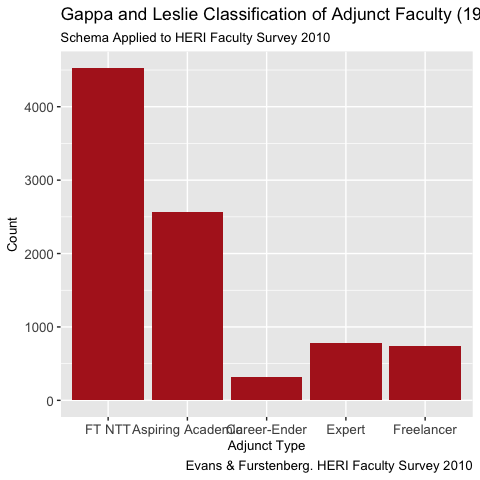 Gappa and Leslie Classification of Adjunct Faculty (19
Schema Applied to HERI Faculty Survey 2010
Count
4000
3000
2000
1000
0
FT NTT Aspiring Academic Career-Ender Expert Freelancer
Adjunct Type
Evans & Furstenberg. HERI Faculty Survey 2010